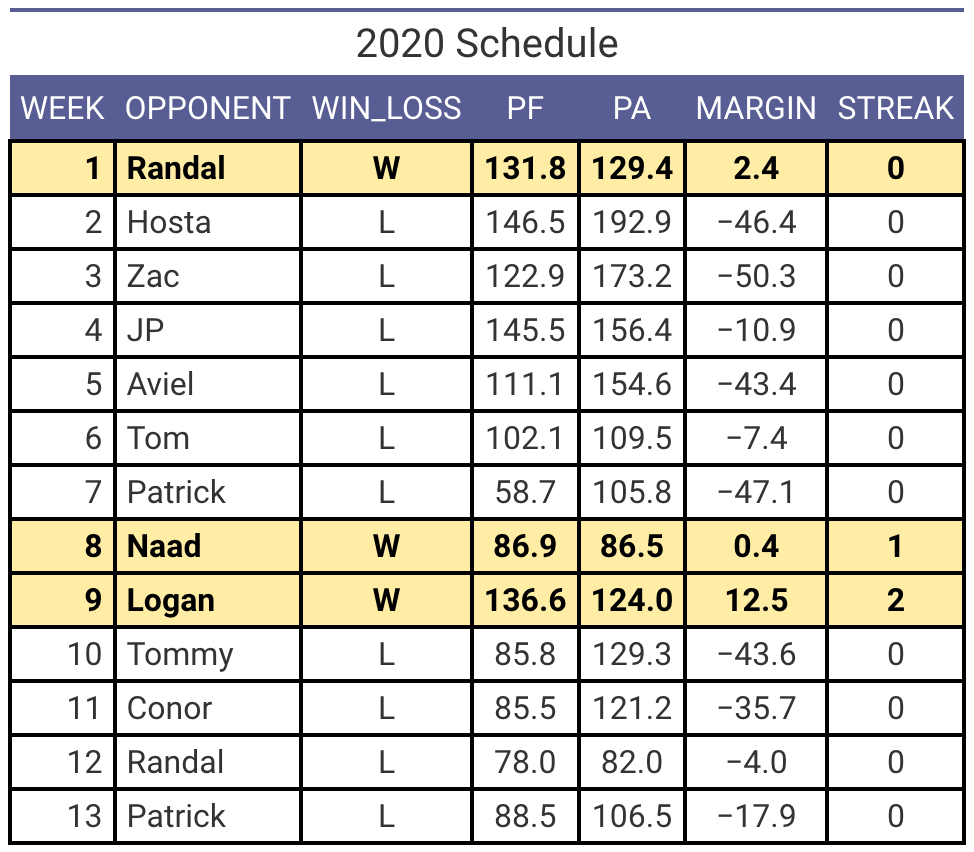 2020 Schedule
WEEK OPPONENT WIN_LOSS PF PA MARGIN STREAK
1 Randal W 131.8 129.4 2.4 0
2 Hosta L 146.5 192.9 −46.4 0
3 Zac L 122.9 173.2 −50.3 0
4 JP L 145.5 156.4 −10.9 0
5 Aviel L 111.1 154.6 −43.4 0
6 Tom L 102.1 109.5 −7.4 0
7 Patrick L 58.7 105.8 −47.1 0
8 Naad W 86.9 86.5 0.4 1
9 Logan W 136.6 124.0 12.5 2
10 Tommy L 85.8 129.3 −43.6 0
11 Conor L 85.5 121.2 −35.7 0
12 Randal L 78.0 82.0 −4.0 0
13 Patrick L 88.5 106.5 −17.9 0